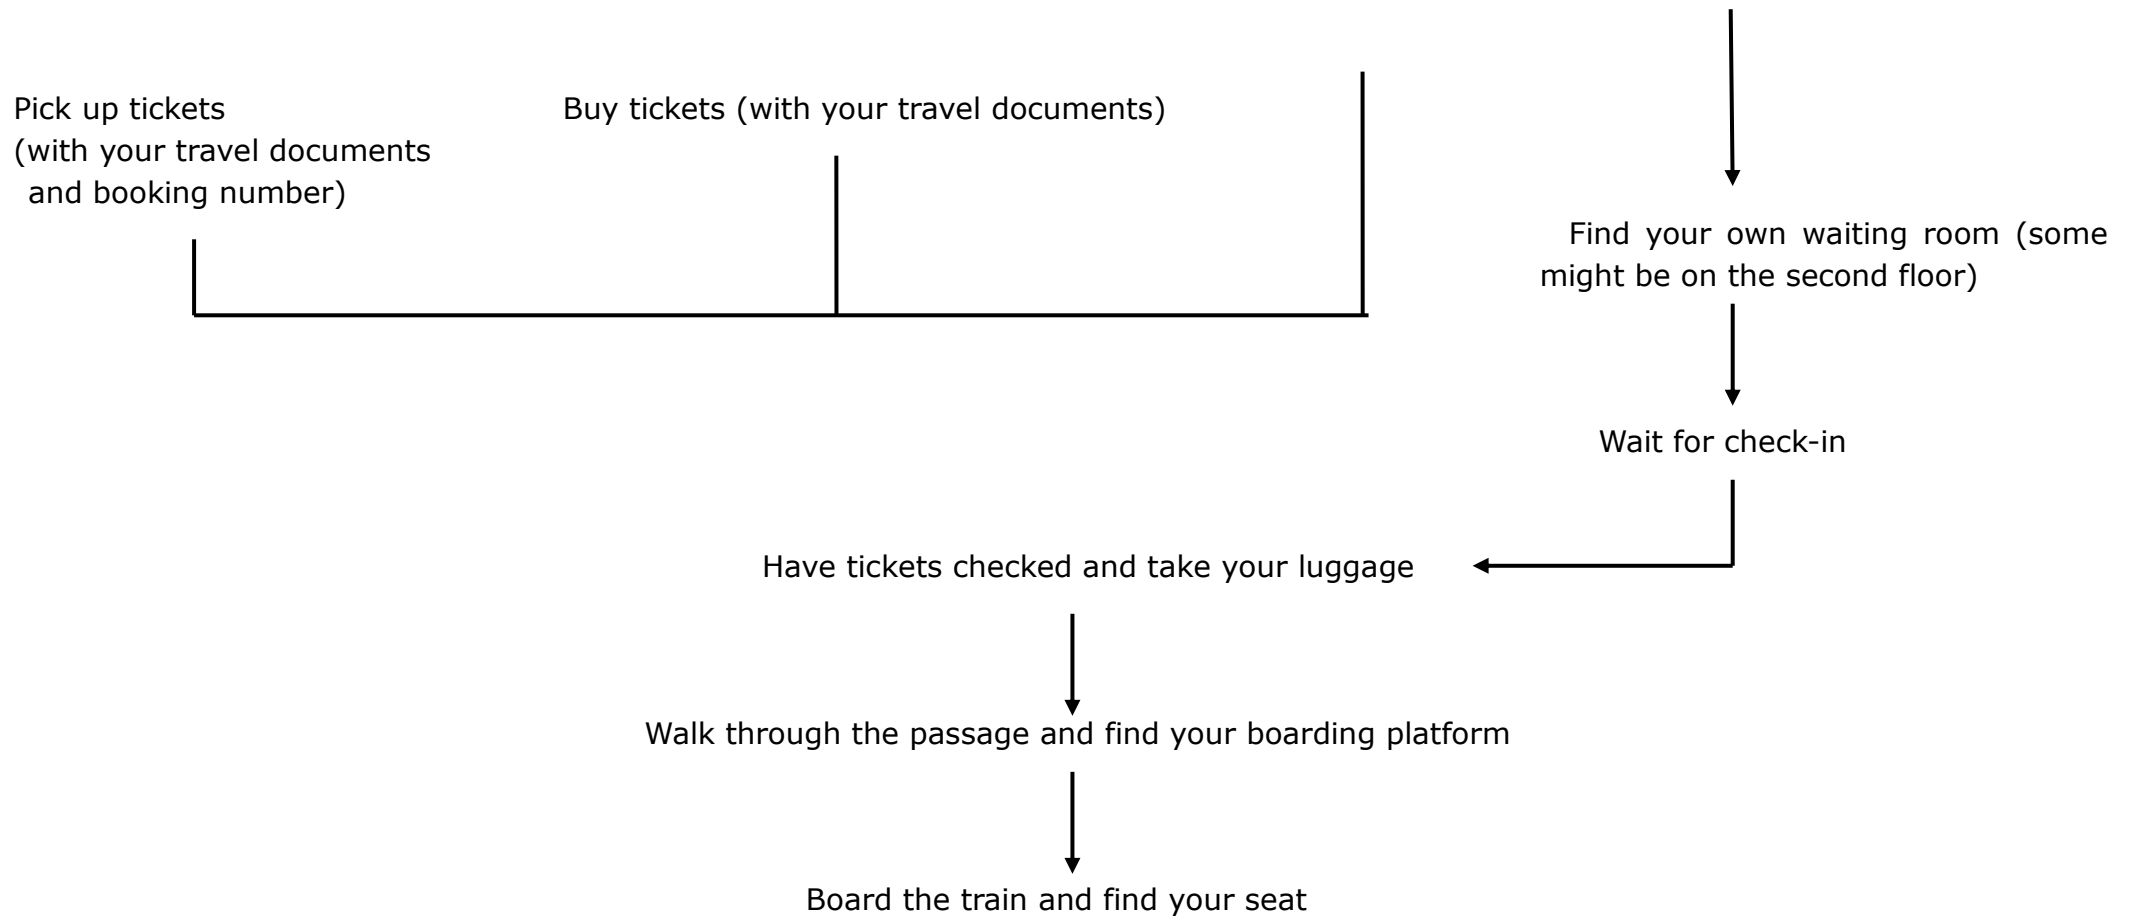 Pick up tickets
(with your travel documents
and booking number)
Buy tickets (with your travel documents)
Find your own waiting room (some
might be on the second floor)
Wait for check-in
Have tickets checked and take your luggage
Walk through the passage and find your boarding platform
Board the train and find your seat